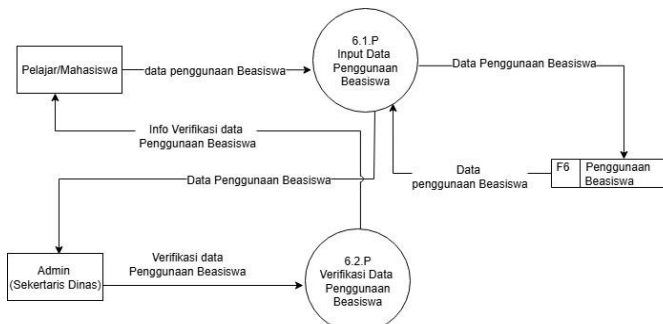 Pelajar/Mahasiswa
data penggunaan Beasiswa
6.1.P
Input Data
Penggunaan
Beasiswa
Data Penggunaan Beasiswa
Info Verifikasi data
Penggunaan Beasiswa
Data
penggunaan Beasiswa
F6
Penggunaan
Beasiswa
Data Penggunaan Beasiswa
Admin
(Sekertaris Dinas)
Verifikasi data
Penggunaan Beasiswa
6.2.P
Verifikasi Data
Penggunaan
Beasiswa